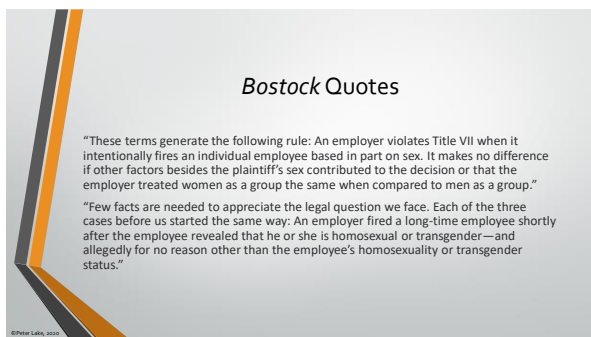 Bostock Quotes
“These terms generate the following rule: An employer violates Title VII when it
intentionally fires an individual employee based in part on sex. It makes no difference
if other factors besides the plaintiff’s sex contributed to the decision or that the
employer treated women as a group the same when compared to men as a group.”
“Few facts are needed to appreciate the legal question we face. Each of the three
cases before us started the same way: An employer fired a long-time employee shortly
after the employee revealed that he or she is homosexual or transgender—and
allegedly for no reason other than the employee’s homosexuality or transgender
status.”
©Peter Lake, 2020